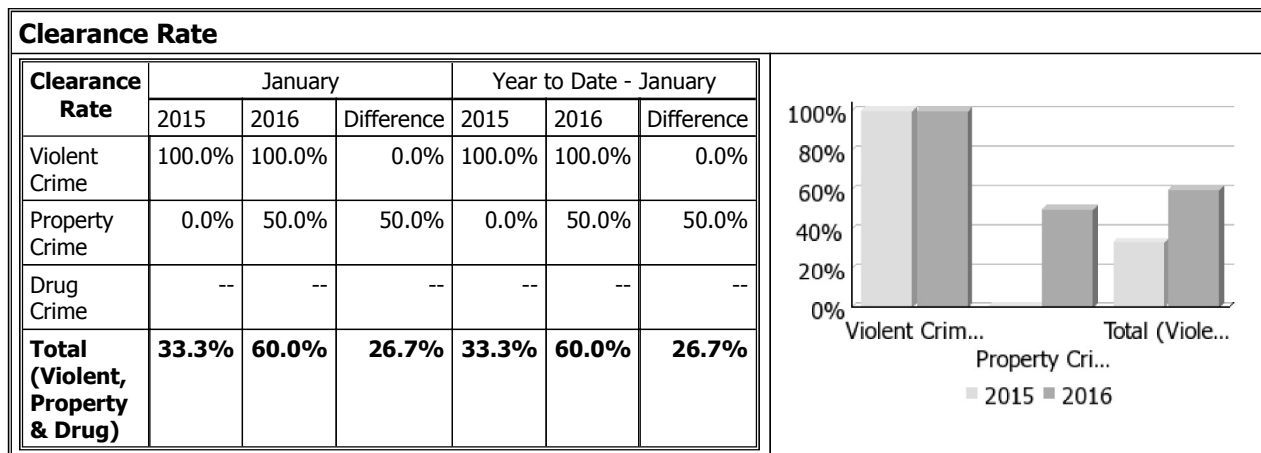 Clearance Rate
Clearance Rate January Year to Date - January
2015 2016 Difference 2015 2016 Difference
Violent Crime 100.0% 100.0% 0.0% 100.0% 100.0% 0.0%
Property Crime 0.0% 50.0% 50.0% 0.0% 50.0% 50.0%
Drug Crime -- -- -- -- -- --
Total (Violent, Property & Drug) 33.3% 60.0% 26.7% 33.3% 60.0% 26.7%
100%
80%
60%
40%
20%
0%
Violent Crim... Total (Viole...
Property Cri...
2015 2016